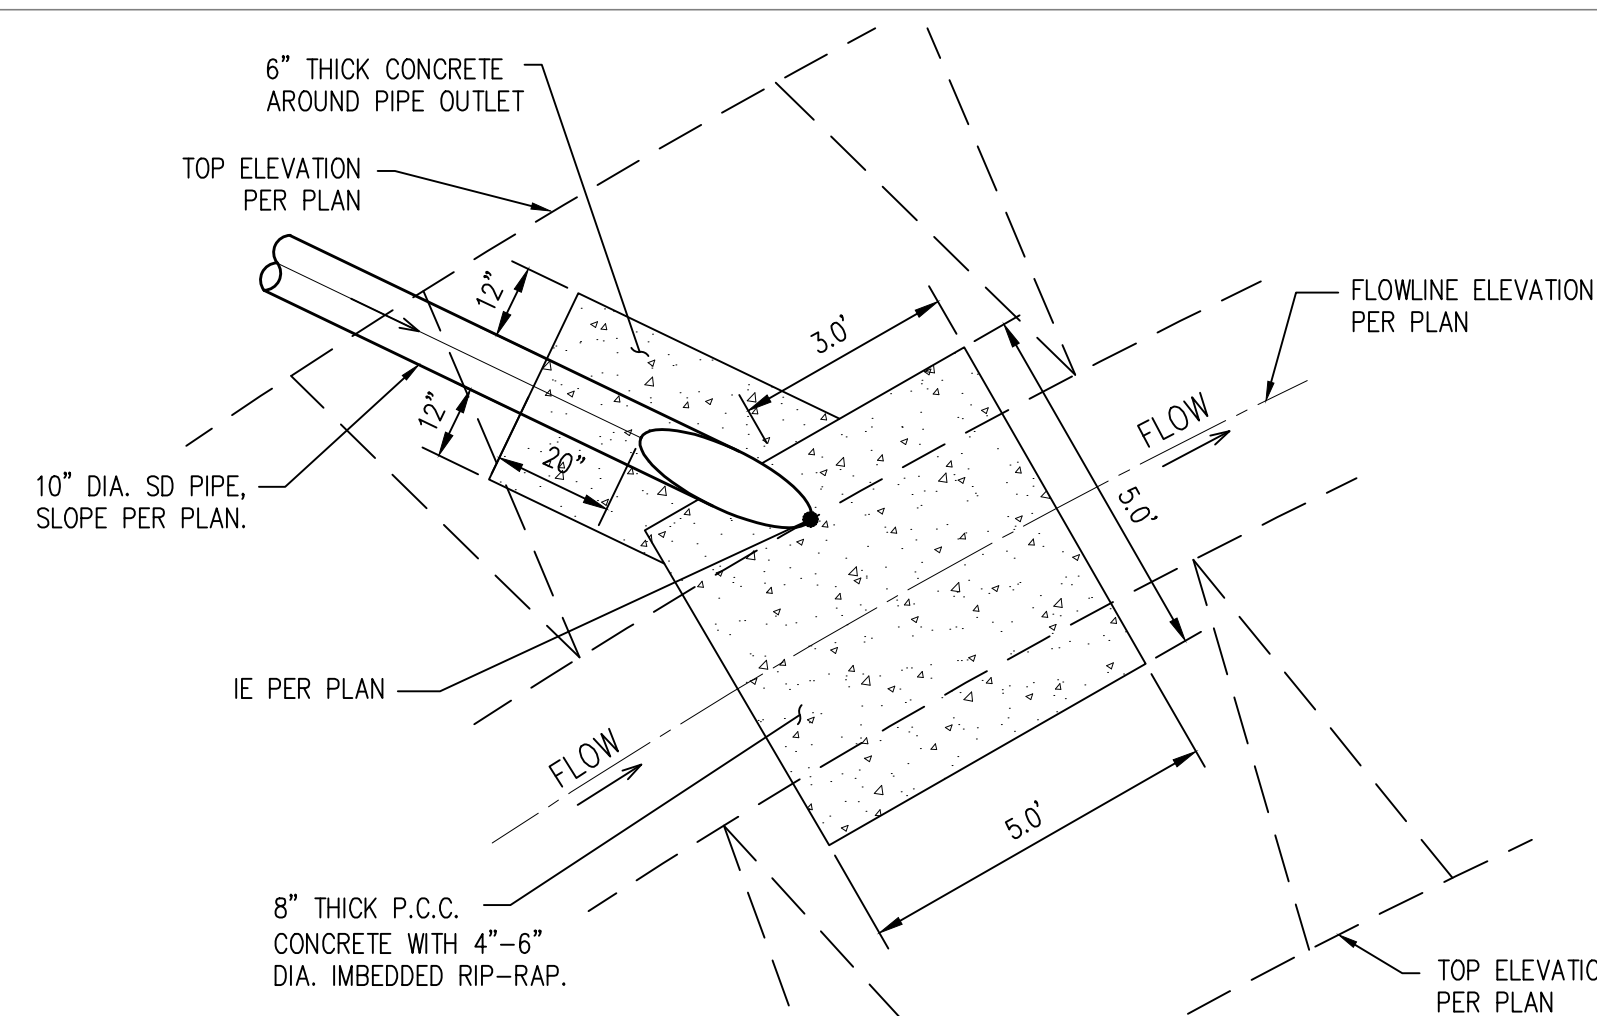 6” THICK CONCRETE
AROUND PIPE OUTLET
TOP ELEVATION
PER PLAN
12”
3.0’
FLOWLINE ELEVATION
PER PLAN
12”
20”
FLOW
10” DIA. SD PIPE,
SLOPE PER PLAN.
5.0’
IE PER PLAN
FLOW
5.0’
8” THICK P.C.C.
CONCRETE WITH 4”–6”
DIA. IMBEDDED RIP–RAP.
TOP ELEVATIO
PER PLAN